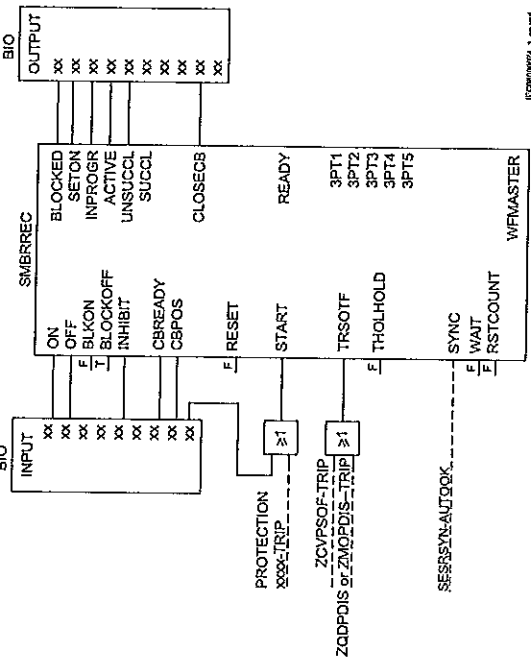 BIO
INPUT
xx
xx
xx
xx
xx
xx
xx
xx
xx
PROTECTION
xxxx-TRIP
≥1
ZCVPSOF-TRIP
ZQDPDIS or ZMOPDIS--TRIP
≥1
SESRSYN-AUTOOK
SMBRREC
ON
OFF
F BLKON
T BLOCKOFF
INHIBIT
CBREADY
CBPOS
F RESET
START
TRSOTF
F THOLHOLD
SYNC
F WAIT
F RSTCOUNT
BLOCKED
SETON
INPROGR
ACTIVE
UNSUCCL
SUCCL
CLOSECB
READY
3PT1
3PT2
3PT3
3PT4
3PT5
WFMASTER
BIO
OUTPUT
xx
xx
xx
xx
xx
xx
xx
xx
xx
xx